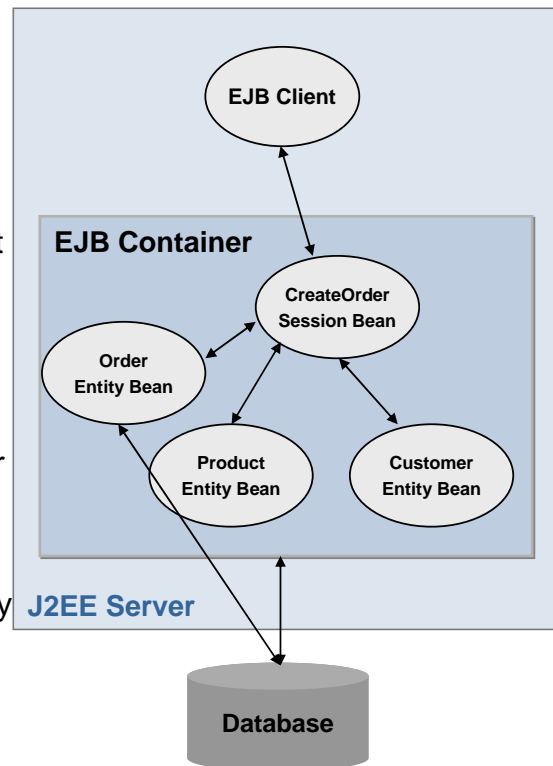 EJB Client
EJB Container
t
CreateOrder
Session Bean
Order
Entity Bean
r
Product
Entity Bean
Customer
Entity Bean
y
J2EE Server
Database